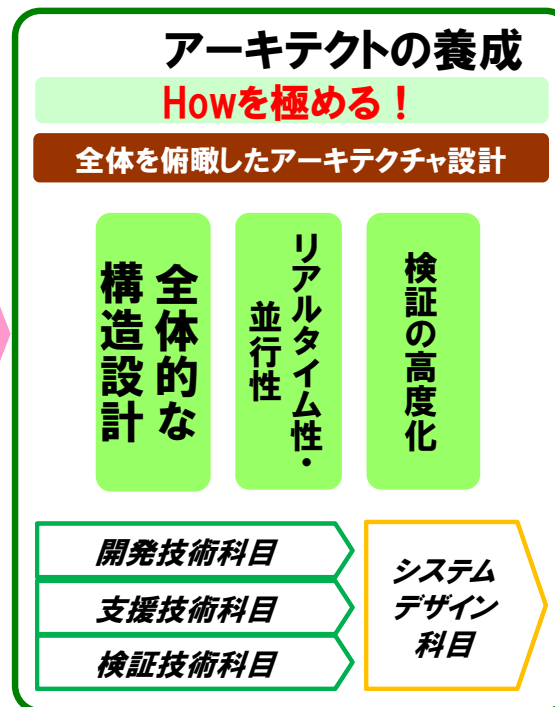 アーキテクトの養成
Howを極める！
全体を俯瞰したアーキテクチャ設計
全体的な
構造設計
リアルタイム性・
並行性
検証の高度化
開発技術科目
支援技術科目
検証技術科目
システム
デザイン
科目